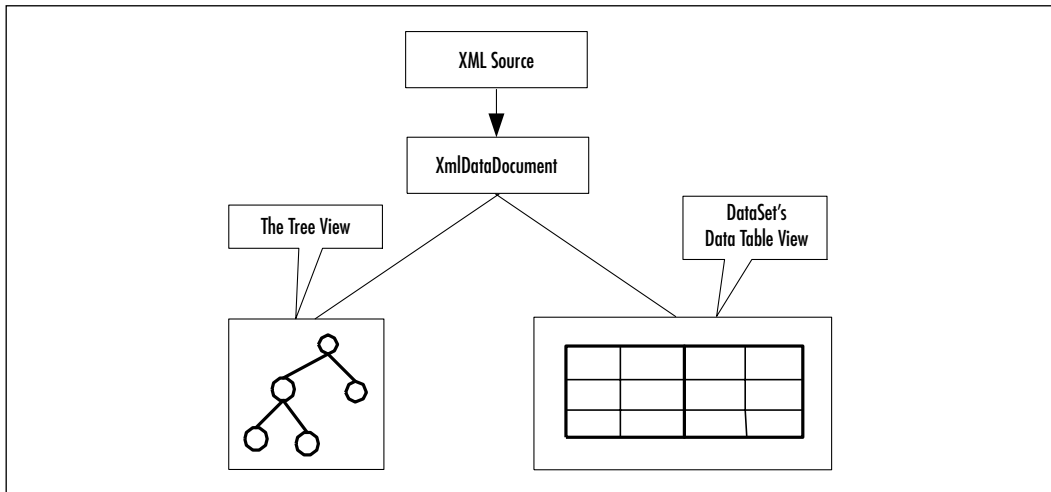 XML Source
XmlDataDocument
The Tree View
DataSet's
Data Table View